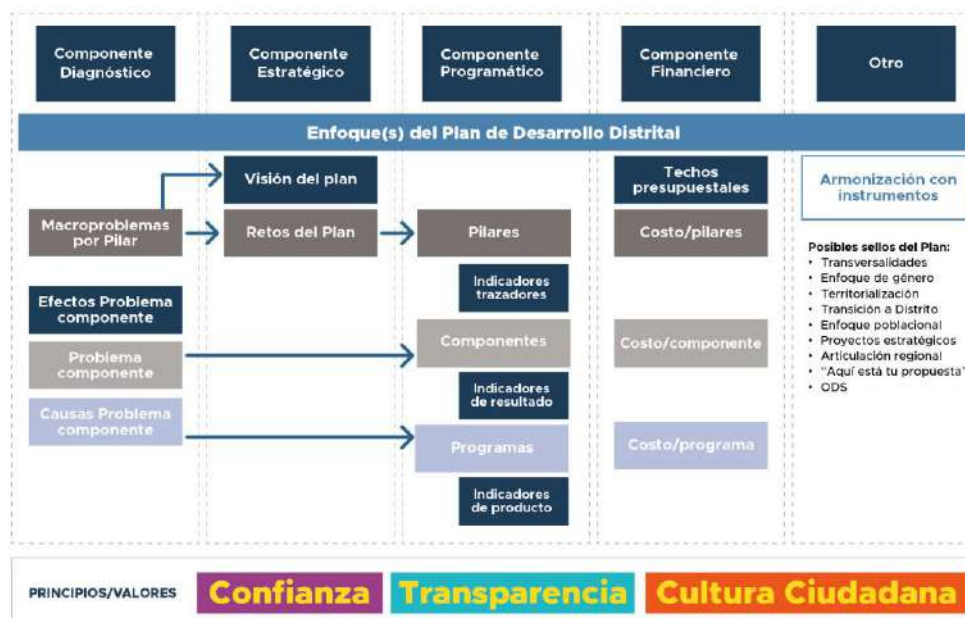 Componente
Diagnóstico
Componente
Estratégico
Componente
Programático
Componente
Financiero
Otro
Enfoque(s) del Plan de Desarrollo Distrital
Visión del plan
Techos
presupuestales
Armonización con
instrumentos
Macroproblemas
por Pilar
Retos del Plan
Pilares
Costo/pilares
Posibles sellos del Plan:
• Transversalidades
• Enfoque de género
• Territorialización
• Transición a Distrito
• Enfoque poblacional
• Proyectos estratégicos
• Articulación regional
• "Aquí está tu propuesta"
• ODS
Indicadores
trazadores
Efectos Problema
componente
Problema
componente
Componentes
Costo/componente
Indicadores
de resultado
Causas Problema
componente
Programas
Costo/programa
Indicadores
de producto
PRINCIPIOS/VALORES
Confianza
Transparencia
Cultura Ciudadana